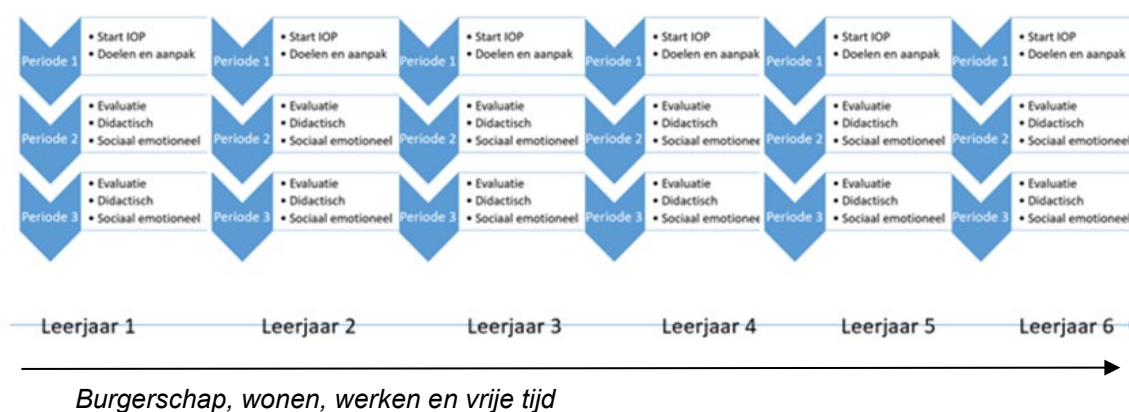 Periode 1
• Start IOP
• Doelen en aanpak
Periode 2
• Evaluatie
• Didactisch
• Sociaal emotioneel
Periode 3
• Evaluatie
• Didactisch
• Sociaal emotioneel
Periode 1
• Start IOP
• Doelen en aanpak
Periode 2
• Evaluatie
• Didactisch
• Sociaal emotioneel
Periode 3
• Evaluatie
• Didactisch
• Sociaal emotioneel
Periode 1
• Start IOP
• Doelen en aanpak
Periode 2
• Evaluatie
• Didactisch
• Sociaal emotioneel
Periode 3
• Evaluatie
• Didactisch
• Sociaal emotioneel
Periode 1
• Start IOP
• Doelen en aanpak
Periode 2
• Evaluatie
• Didactisch
• Sociaal emotionee
Periode 3
• Evaluatie
• Didactisch
• Sociaal emotionee
Periode 1
• Start IOP
• Doelen en aanpak
Periode 2
• Evaluatie
• Didactisch
• Sociaal emotioneel
Periode 3
• Evaluatie
• Didactisch
• Sociaal emotioneel
Periode 1
• Start IOP
• Doelen en aanpak
Periode 2
• Evaluatie
• Didactisch
• Sociaal emotioneel
Periode 3
• Evaluatie
• Didactisch
• Sociaal emotioneel
Leerjaar 1 Leerjaar 2 Leerjaar 3 Leerjaar 4 Leerjaar 5 Leerjaar 6
Burgerschap, wonen, werken en vrije tijd